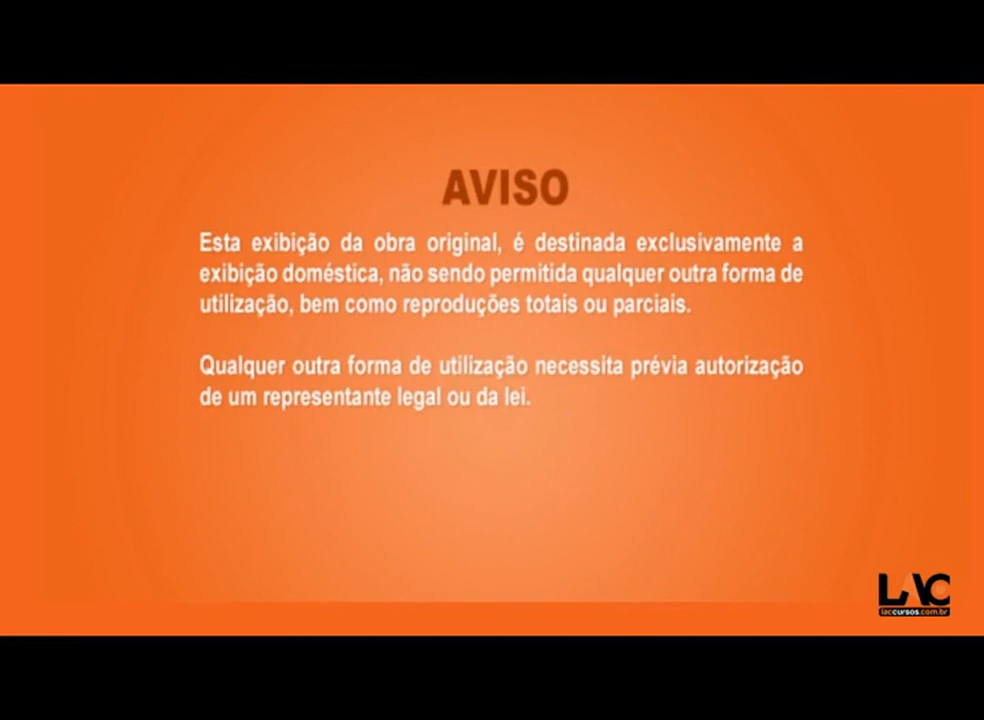 AVISO
Esta exibição da obra original, é destinada exclusivamente a
exibição doméstica, não sendo permitida qualquer outra forma de
utilização, bem como reproduções totais ou parciais.
Qualquer outra forma de utilização necessita prévia autorização
de um representante legal ou da lei.
LAC
laccursos.com.br